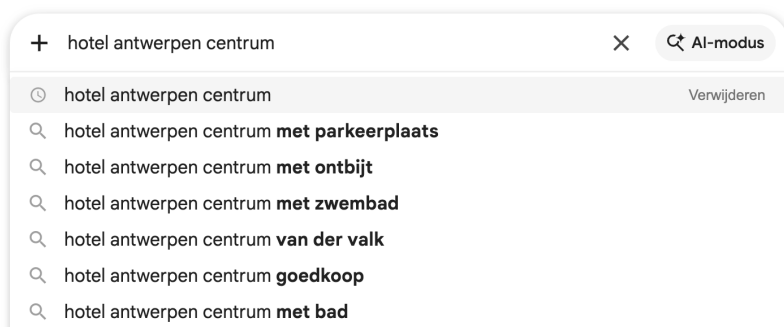 hotel antwerpen centrum AI-modus
hotel antwerpen centrum Verwijderen
hotel antwerpen centrum met parkeerplaats
hotel antwerpen centrum met ontbijt
hotel antwerpen centrum met zwembad
hotel antwerpen centrum van der valk
hotel antwerpen centrum goedkoop
hotel antwerpen centrum met bad